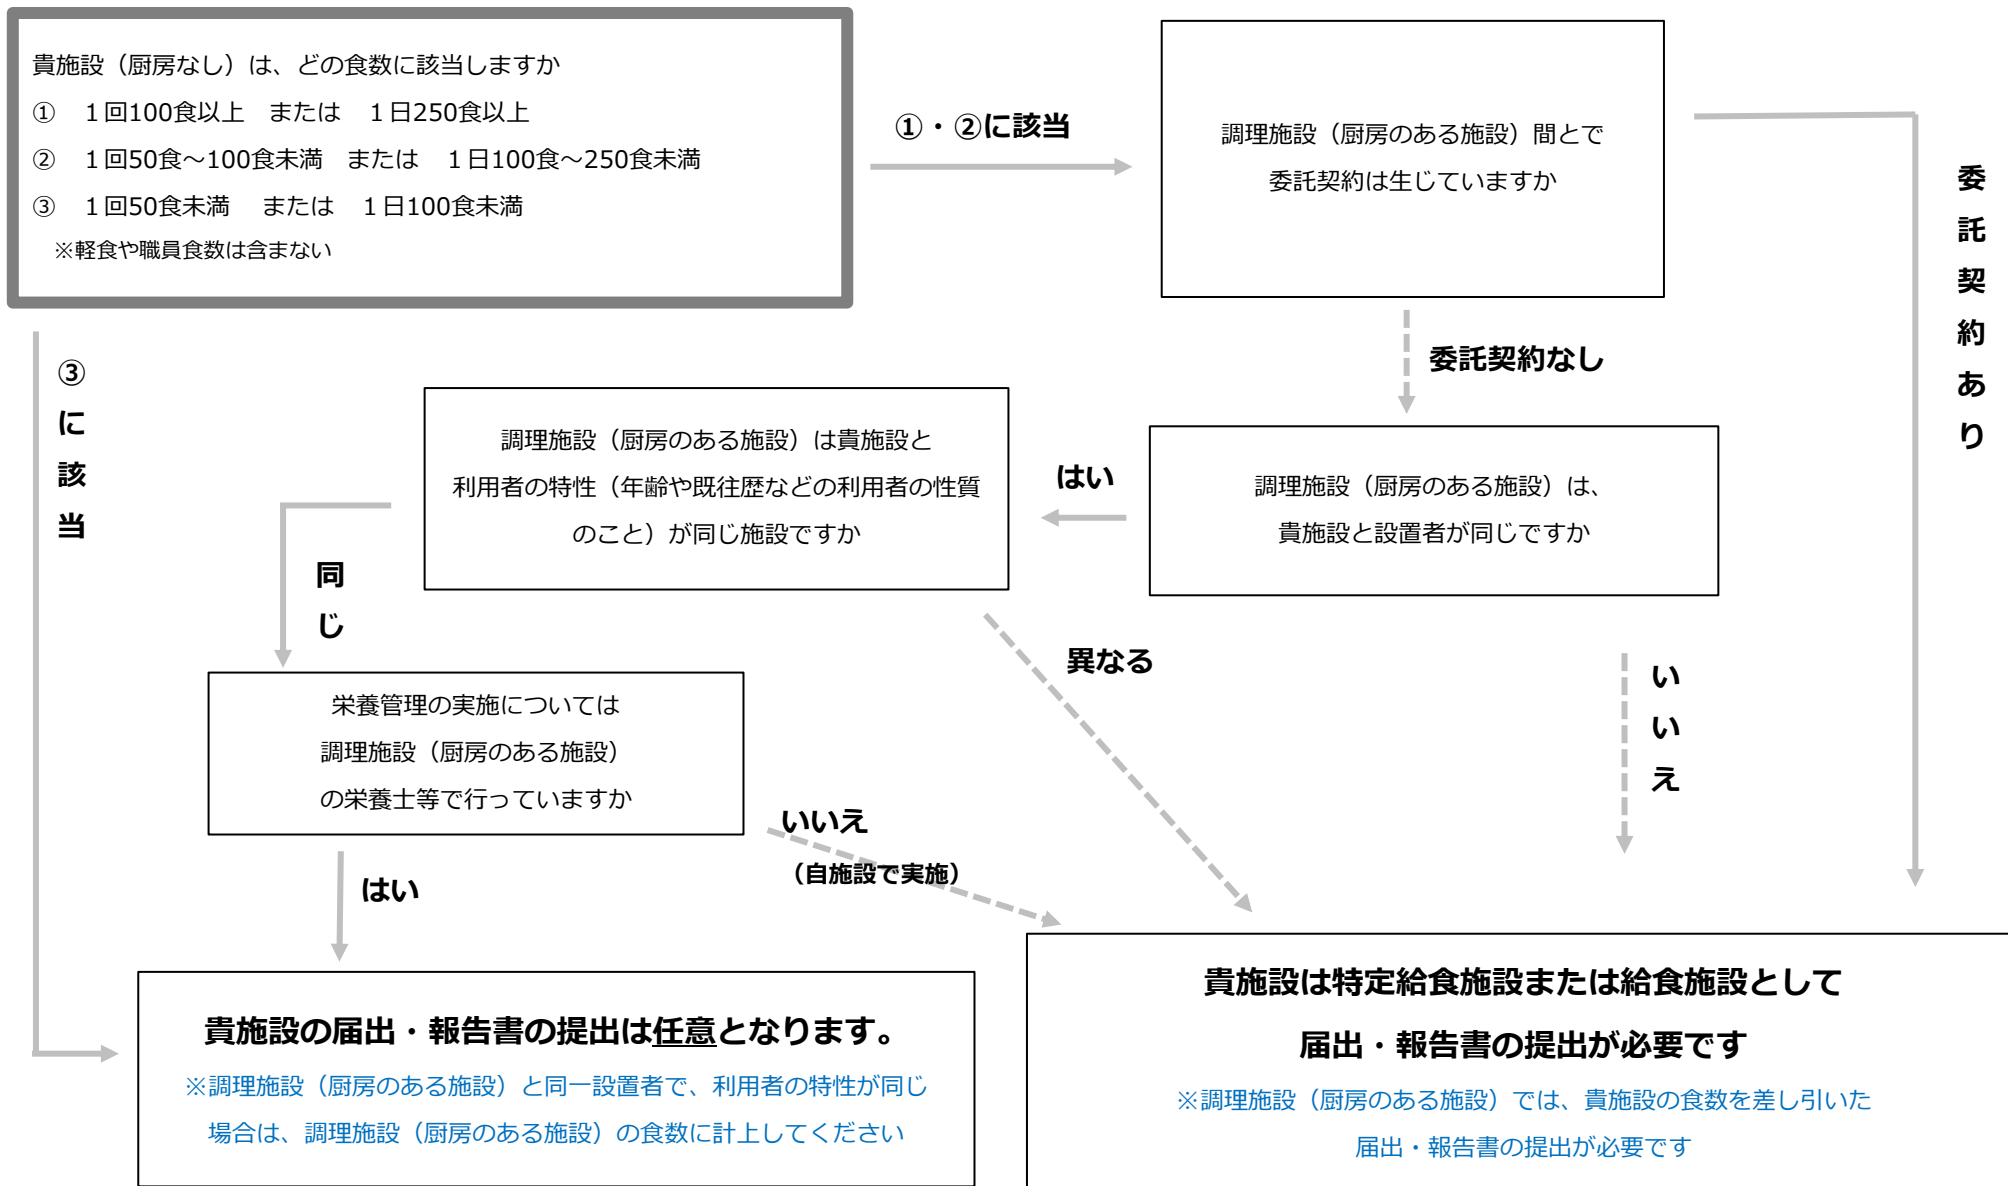 貴施設（厨房なし）は、どの食数に該当しますか
①　１回100食以上　または　１日250食以上
②　１回50食～100食未満　または　１日100食～250食未満
③　１回50食未満　または　１日100食未満
※軽食や職員食数は含まない
①・②に該当
調理施設（厨房のある施設）間とで
委託契約は生じていますか
委託契約あり
委託契約なし
③に該当
調理施設（厨房のある施設）は、
貴施設と設置者が同じですか
はい
いいえ
調理施設（厨房のある施設）は貴施設と
利用者の特性（年齢や既往歴などの利用者の性質
のこと）が同じ施設ですか
同じ
異なる
栄養管理の実施については
調理施設（厨房のある施設）
の栄養士等で行っていますか
いいえ
（自施設で実施）
はい
貴施設の届出・報告書の提出は任意となります。
※調理施設（厨房のある施設）と同一設置者で、利用者の特性が同じ
場合は、調理施設（厨房のある施設）の食数に計上してください
貴施設は特定給食施設または給食施設として
届出・報告書の提出が必要です
※調理施設（厨房のある施設）では、貴施設の食数を差し引いた
届出・報告書の提出が必要です